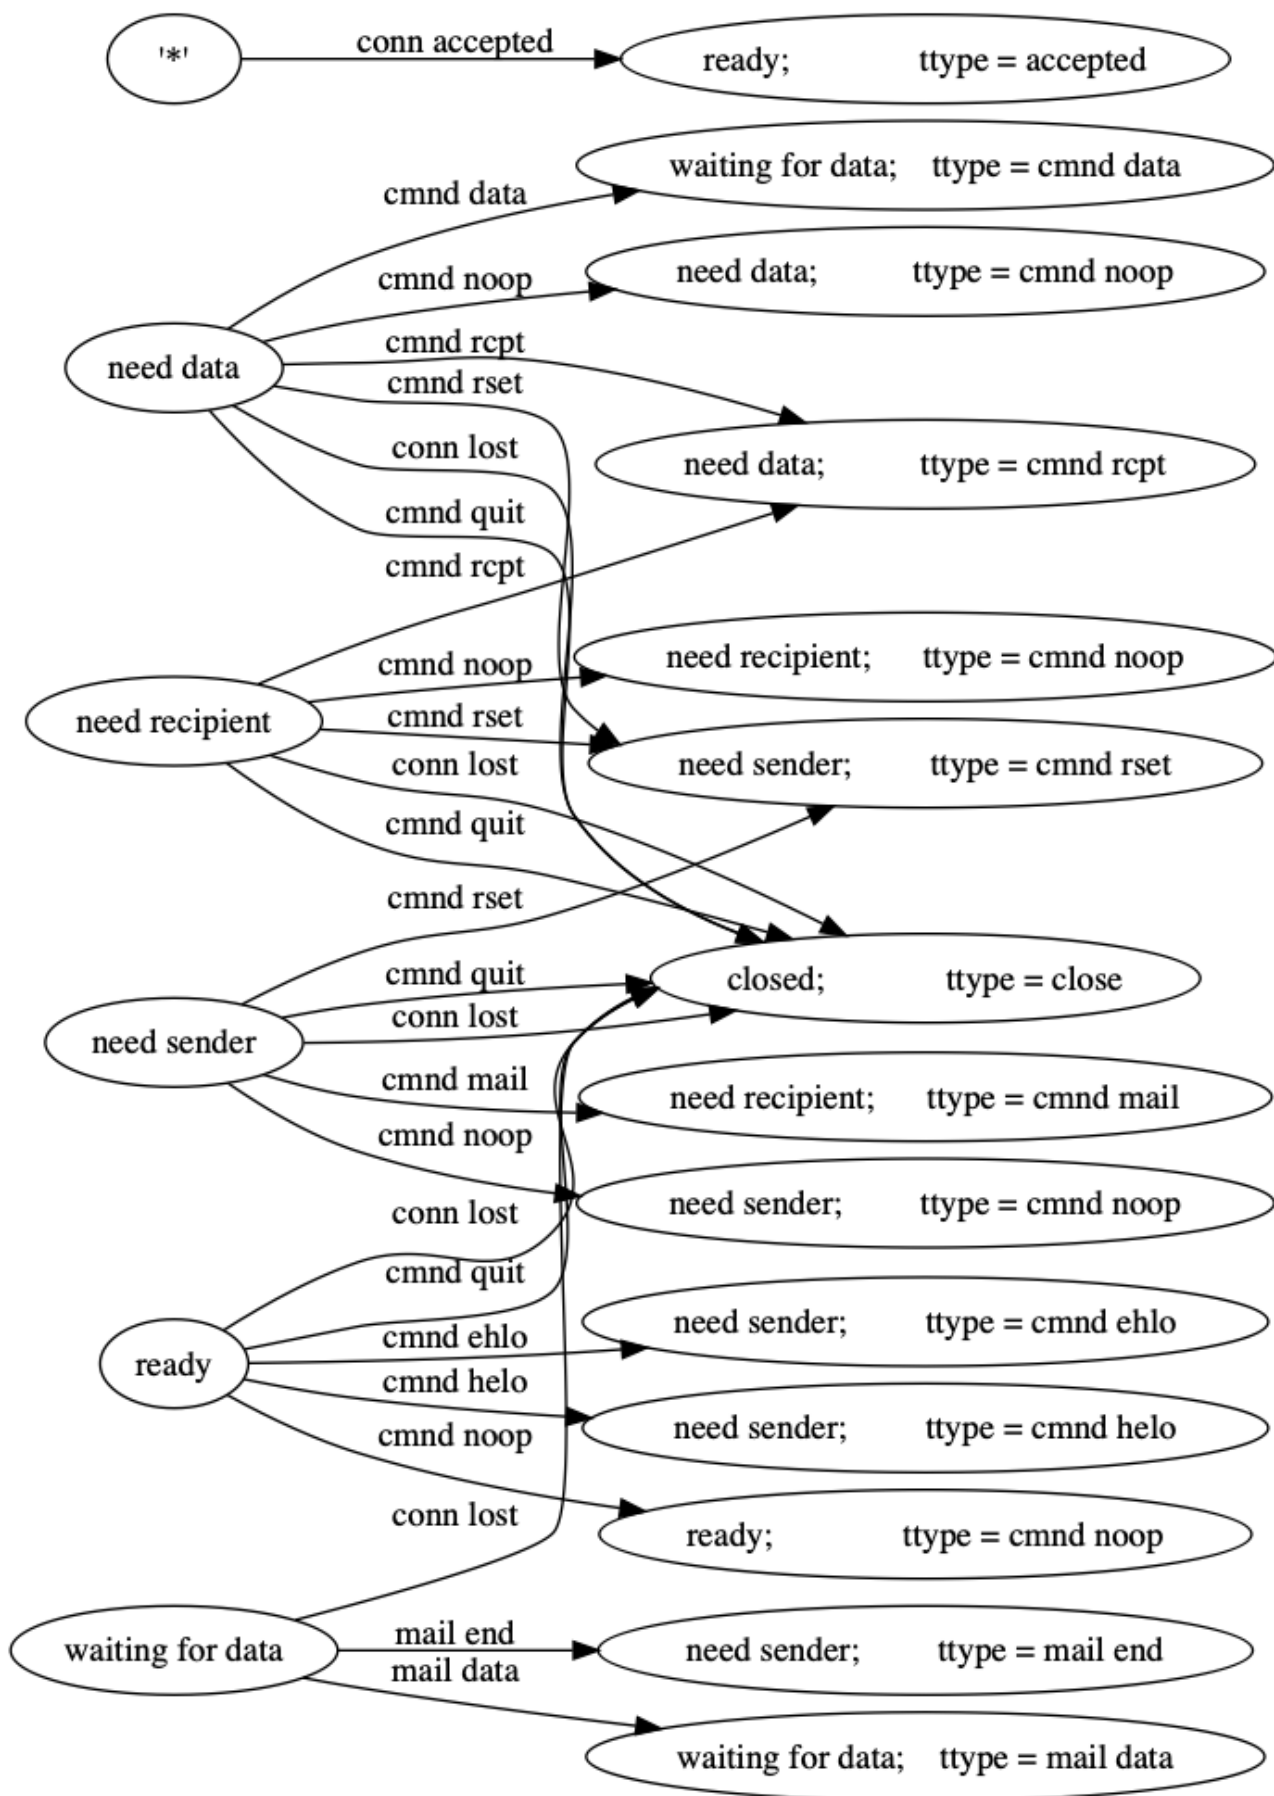 '*'
conn accepted
ready; ttype = accepted
waiting for data; ttype = cmnd data
cmnd data
need data; ttype = cmnd noop
cmnd noop
cmnd rcpt
need data
cmnd rset
conn lost
need data; ttype = cmnd rcpt
cmnd quit
cmnd rcpt
need recipient; ttype = cmnd noop
cmnd noop
need recipient
cmnd rset
conn lost
need sender; ttype = cmnd rset
cmnd quit
cmnd rset
cmnd quit
closed; ttype = close
conn lost
need sender
cmnd mail
need recipient; ttype = cmnd mail
cmnd noop
need sender; ttype = cmnd noop
conn lost
cmnd quit
need sender; ttype = cmnd ehlo
cmnd ehlo
ready
cmnd helo
need sender; ttype = cmnd helo
cmnd noop
conn lost
ready; ttype = cmnd noop
waiting for data
mail end
need sender; ttype = mail end
mail data
waiting for data; ttype = mail data